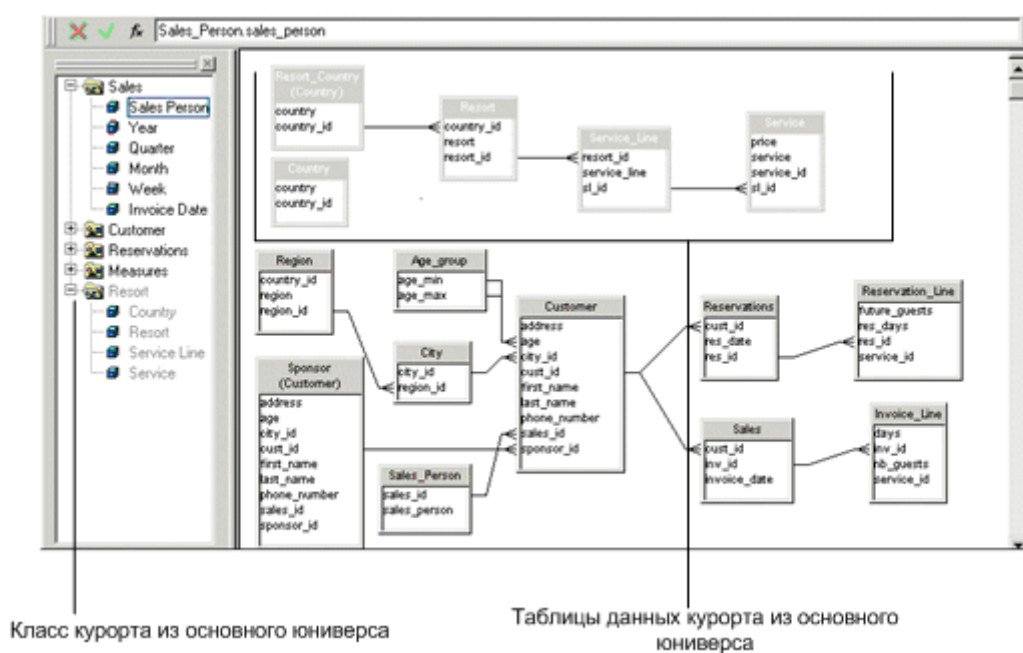 Sales_Person.sales_person
Sales
Sales Person
Year
Quarter
Month
Week
Invoice Date
Customer
Reservations
Measures
Resort
Country
Resort
Service Line
Service
Resort_Country
(Country)
country
country_id
Country
country
country_id
Resort
country_id
resort
resort_id
Service_Line
resort_id
service_line
sl_id
Service
price
service
service_id
sl_id
Region
country_id
region
region_id
Age_group
age_min
age_max
City
city_id
region_id
Customer
address
age
city_id
cust_id
first_name
last_name
phone_number
sales_id
sponsor_id
Sponsor
(Customer)
address
age
city_id
cust_id
first_name
last_name
phone_number
sales_id
sponsor_id
Sales_Person
sales_id
sales_person
Reservations
cust_id
res_date
res_id
Reservation_Line
future_guests
res_days
res_id
service_id
Sales
cust_id
inv_id
invoice_date
Invoice_Line
days
inv_id
nb_guests
service_id
Класс курорта из основного юниверса
Таблицы данных курорта из основного
юниверса